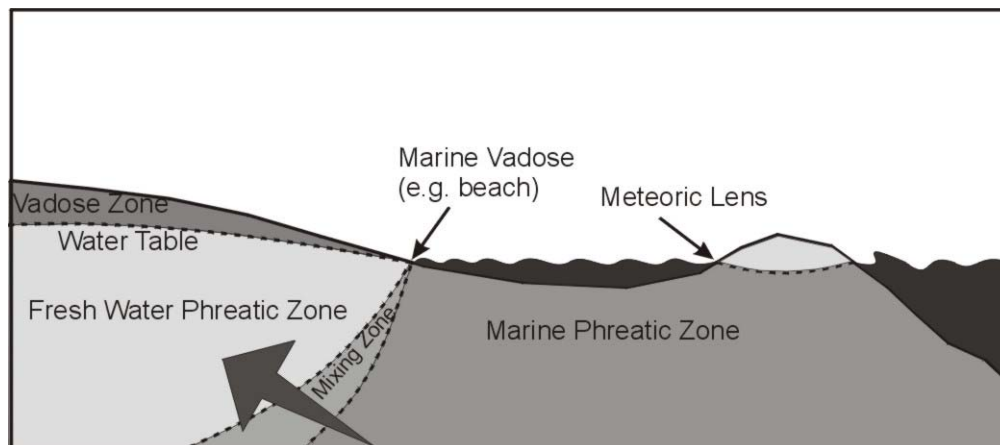 Marine Vadose
(e.g. beach)
Meteoric Lens
Vadose Zone
Water Table
Fresh Water Phreatic Zone
Mixing Zone
Marine Phreatic Zone